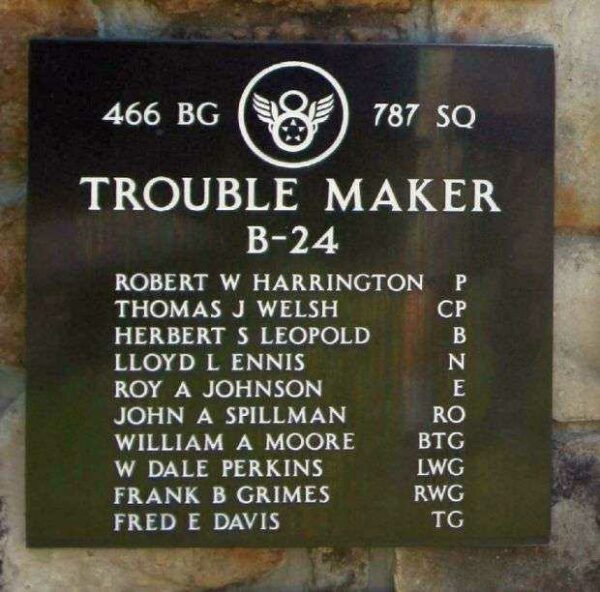 466 BG 787 SQ
TROUBLE MAKER
B-24
ROBERT W HARRINGTON P
THOMAS J WELSH CP
HERBERT S LEOPOLD B
LLOYD L ENNIS N
ROY A JOHNSON E
JOHN A SPILLMAN RO
WILLIAM A MOORE BTG
W DALE PERKINS LWG
FRANK B GRIMES RWG
FRED E DAVIS TG